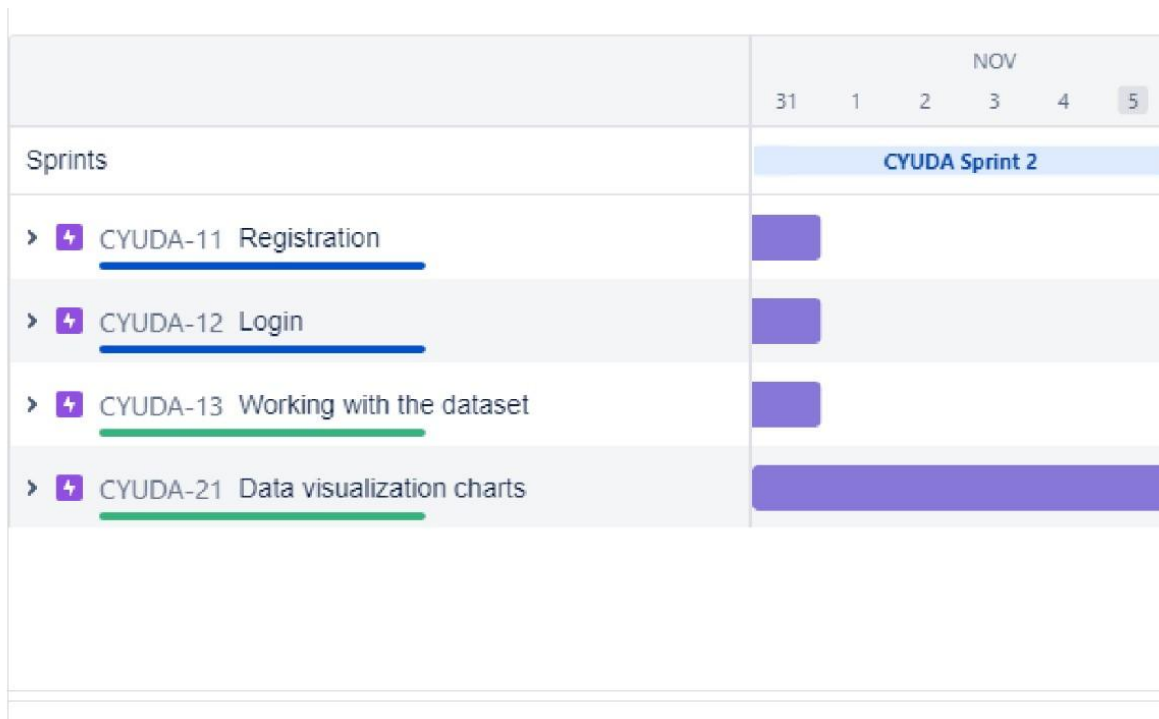 NOV
31 1 2 3 4 5
Sprints
CYUDA Sprint 2
CYUDA-11 Registration
CYUDA-12 Login
CYUDA-13 Working with the dataset
CYUDA-21 Data visualization charts